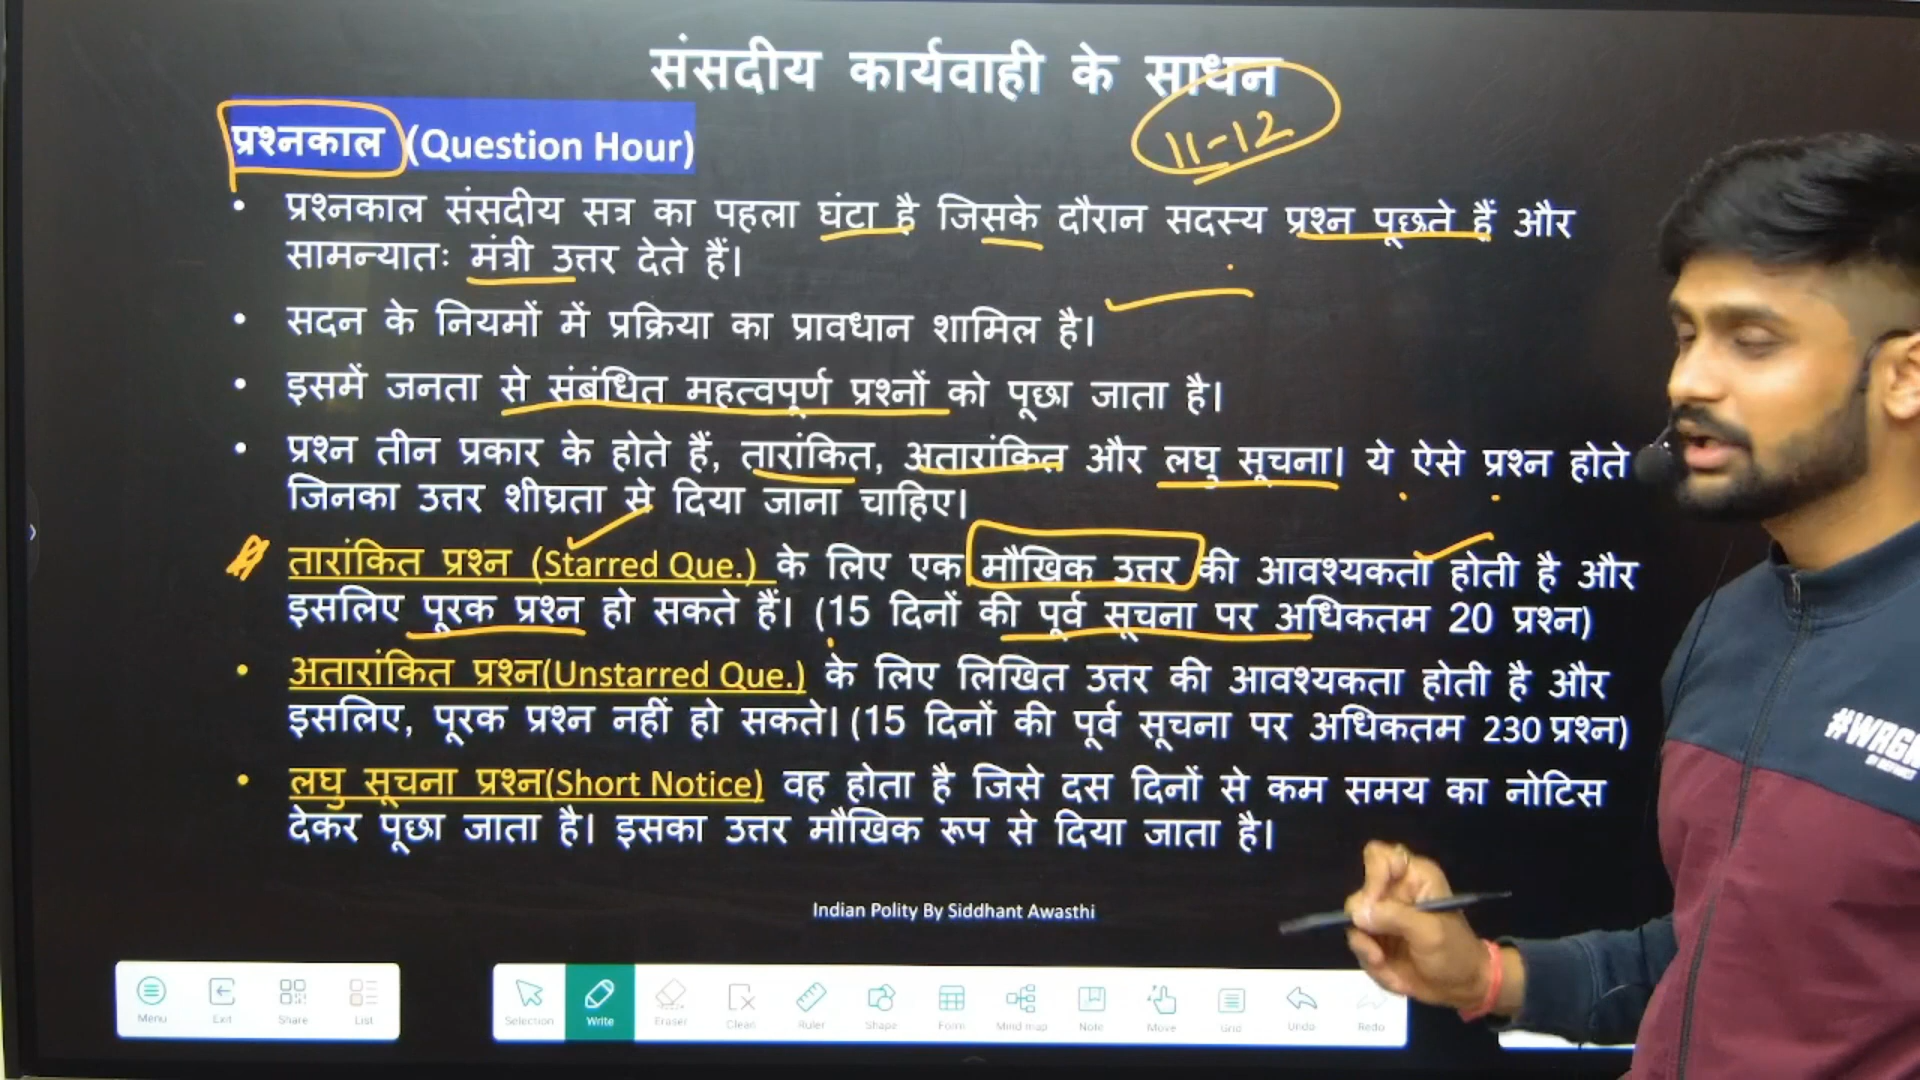 संसदीय कार्यवाही के साधन
11-12
प्रश्नकाल (Question Hour)
• प्रश्नकाल संसदीय सत्र का पहला घंटा है जिसके दौरान सदस्य प्रश्न पूछते हैं और
सामन्यातः मंत्री उत्तर देते हैं।
• सदन के नियमों में प्रक्रिया का प्रावधान शामिल है।
• इसमें जनता से संबंधित महत्वपूर्ण प्रश्नों को पूछा जाता है।
• प्रश्न तीन प्रकार के होते हैं, तारांकित, अतारांकित और लघु सूचना। ये ऐसे प्रश्न होते
जिनका उत्तर शीघ्रता से दिया जाना चाहिए।
तारांकित प्रश्न (Starred Que.) के लिए एक मौखिक उत्तर की आवश्यकता होती है और
इसलिए पूरक प्रश्न हो सकते हैं। (15 दिनों की पूर्व सूचना पर अधिकतम 20 प्रश्न)
• अतारांकित प्रश्न(Unstarred Que.) के लिए लिखित उत्तर की आवश्यकता होती है और
इसलिए, पूरक प्रश्न नहीं हो सकते। (15 दिनों की पूर्व सूचना पर अधिकतम 230 प्रश्न)
• लघु सूचना प्रश्न(Short Notice) वह होता है जिसे दस दिनों से कम समय का नोटिस
देकर पूछा जाता है। इसका उत्तर मौखिक रूप से दिया जाता है।
Indian Polity By Siddhant Awasthi
Menu Exit Share List Selection Write Eraser Clean Ruler Shape Form Mind map Note Move Grid Undo Redo